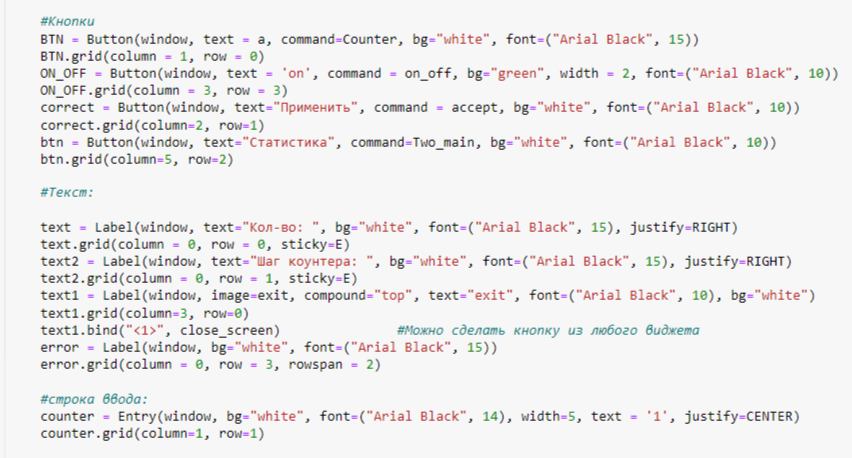 #Кнопки
BTN = Button(window, text = a, command=Counter, bg="white", font=("Arial Black", 15))
BTN.grid(column = 1, row = 0)
ON_OFF = Button(window, text = 'on', command = on_off, bg="green", width = 2, font=("Arial Black", 10))
ON_OFF.grid(column = 3, row = 3)
correct = Button(window, text="Применить", command = accept, bg="white", font=("Arial Black", 10))
correct.grid(column=2, row=1)
btn = Button(window, text="Статистика", command=Two_main, bg="white", font=("Arial Black", 10))
btn.grid(column=5, row=2)
#Текст:
text = Label(window, text="Кол-во: ", bg="white", font=("Arial Black", 15), justify=RIGHT)
text.grid(column = 0, row = 0, sticky=E)
text2 = Label(window, text="Шаг коунтера: ", bg="white", font=("Arial Black", 15), justify=RIGHT)
text2.grid(column = 0, row = 1, sticky=E)
text1 = Label(window, image=exit, compound="top", text="exit", font=("Arial Black", 10), bg="white")
text1.grid(column=3, row=0)
text1.bind("<1>", close_screen) #Можно сделать кнопку из любого виджета
error = Label(window, bg="white", font=("Arial Black", 15))
error.grid(column = 0, row = 3, rowspan = 2)
#строка ввода:
counter = Entry(window, bg="white", font=("Arial Black", 14), width=5, text = '1', justify=CENTER)
counter.grid(column=1, row=1)